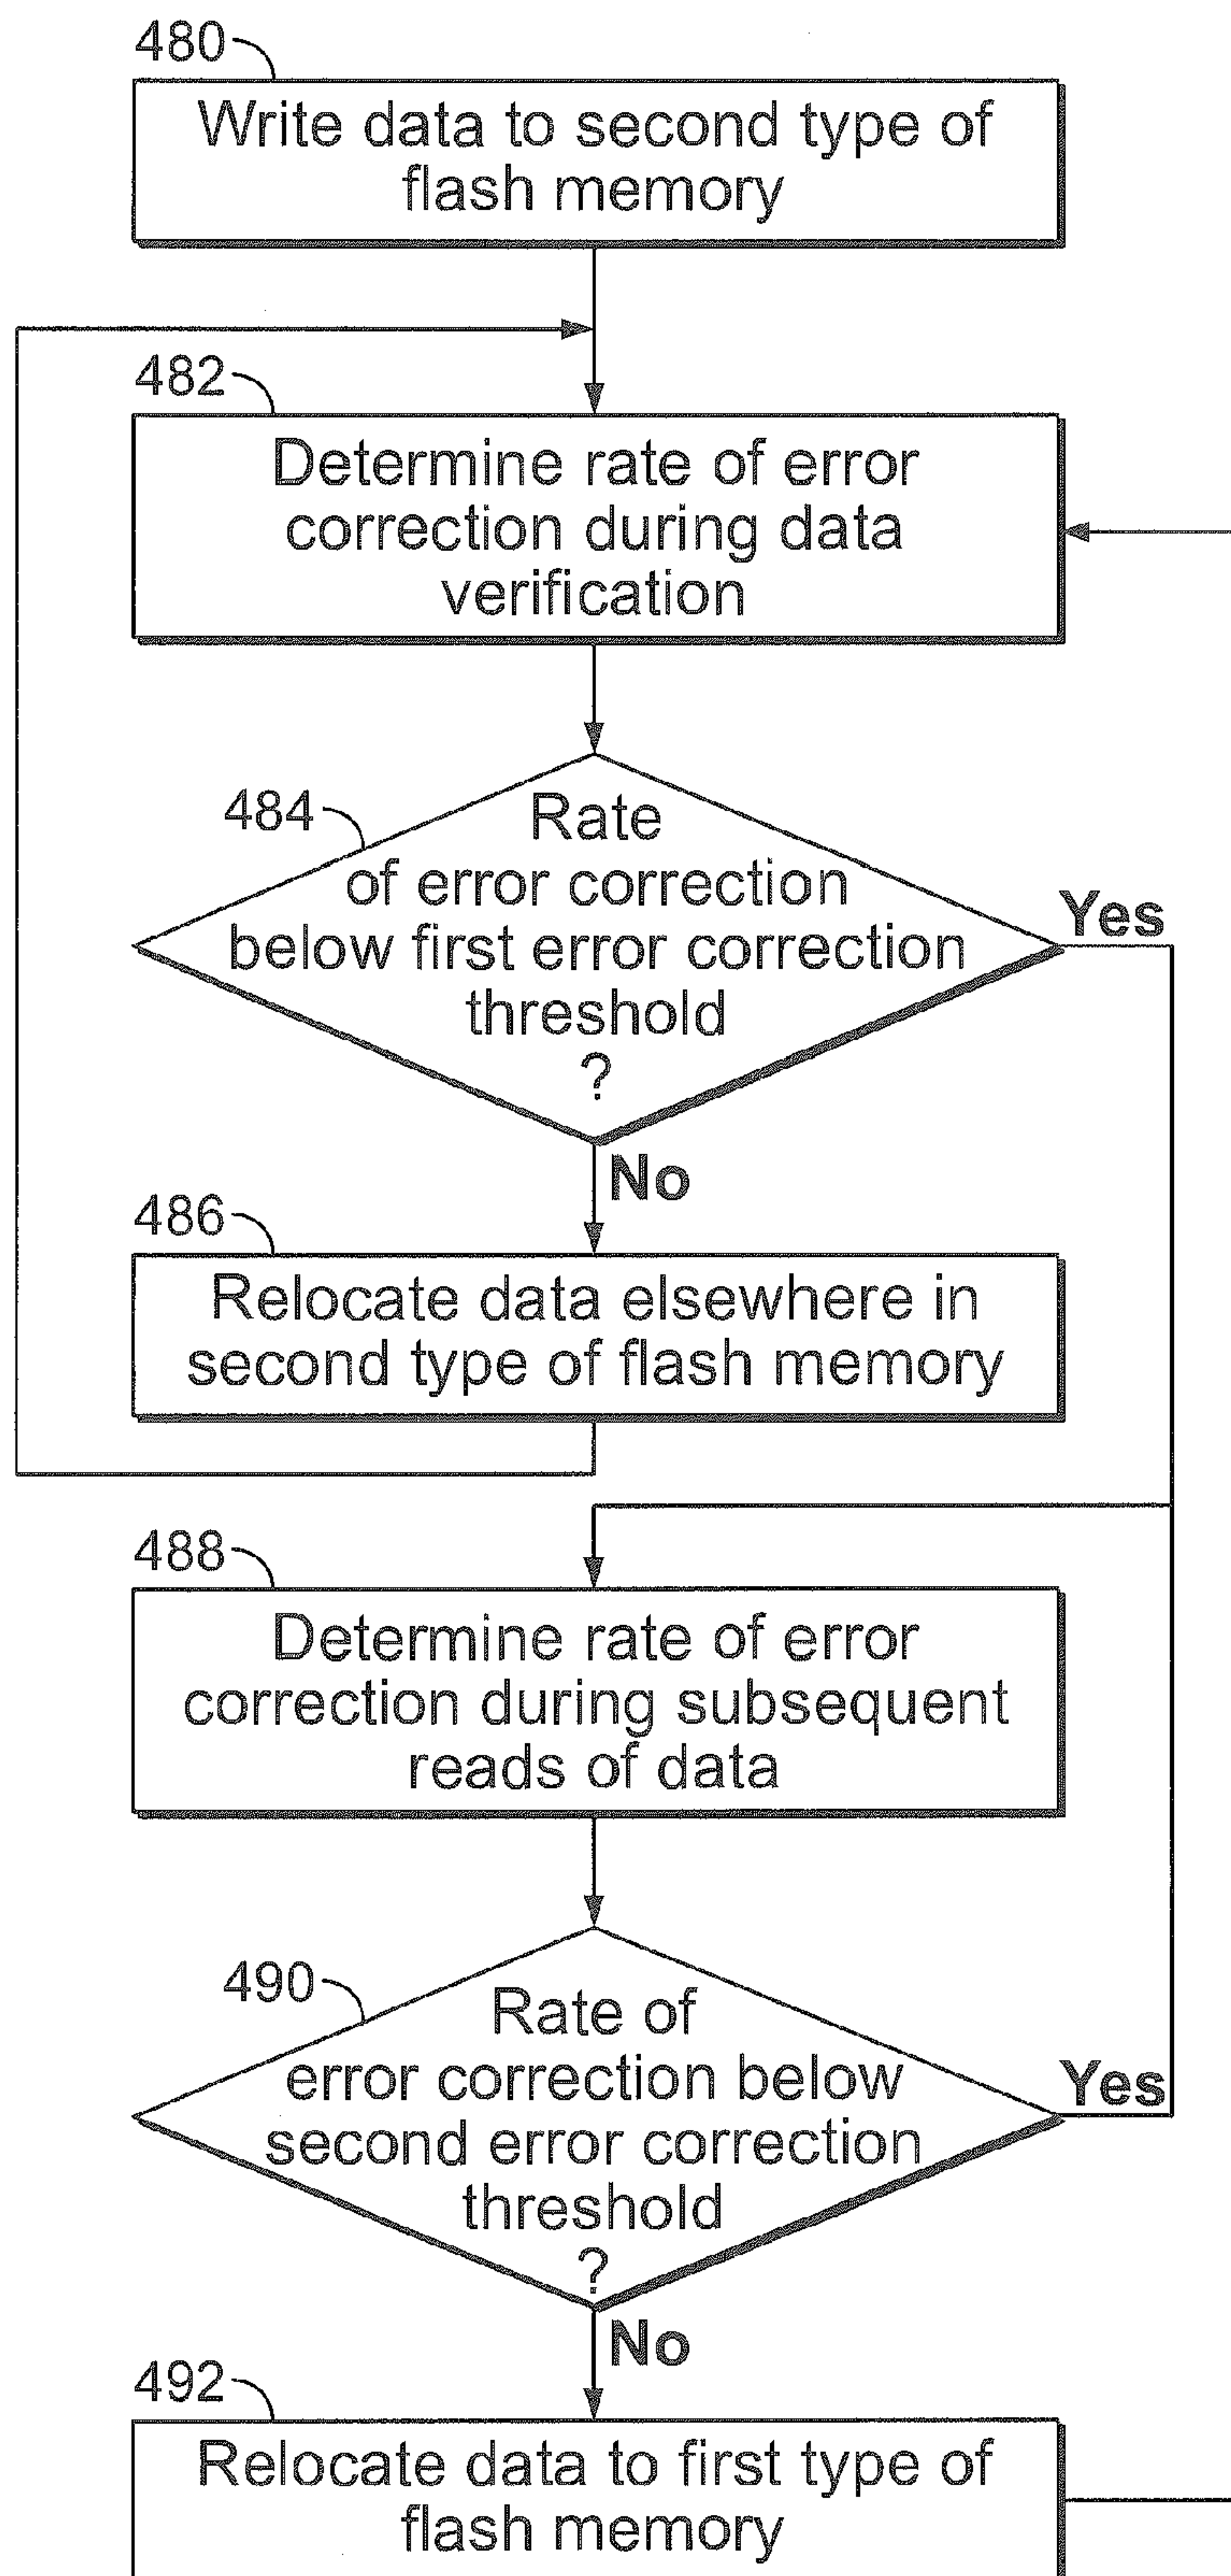 480
Write data to second type of
flash memory
482
Determine rate of error
correction during data
verification
484
Rate
of error correction
below first error correction
threshold
?
Yes
No
486
Relocate data elsewhere in
second type of flash memory
488
Determine rate of error
correction during subsequent
reads of data
490
Rate of
error correction below
second error correction
threshold
?
Yes
No
492
Relocate data to first type of
flash memory